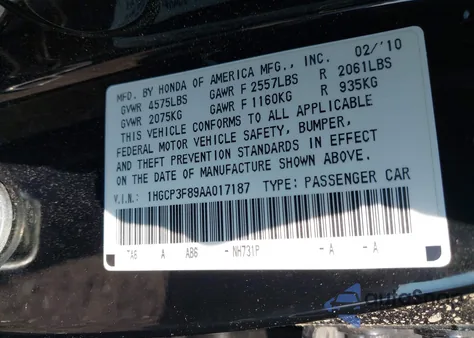 MFD. BY HONDA OF AMERICA MFG., INC. 02/'10
GVWR 4575LBS GAWR F 2557LBS R 2061LBS
GVWR 2075KG GAWR F 1160KG R 935KG
THIS VEHICLE CONFORMS TO ALL APPLICABLE
FEDERAL MOTOR VEHICLE SAFETY, BUMPER,
AND THEFT PREVENTION STANDARDS IN EFFECT
ON THE DATE OF MANUFACTURE SHOWN ABOVE.
V.I.N.: 1HGCP3F89AA017187 TYPE: PASSENGER CAR
TA6 A AB6- NH731P -A -A